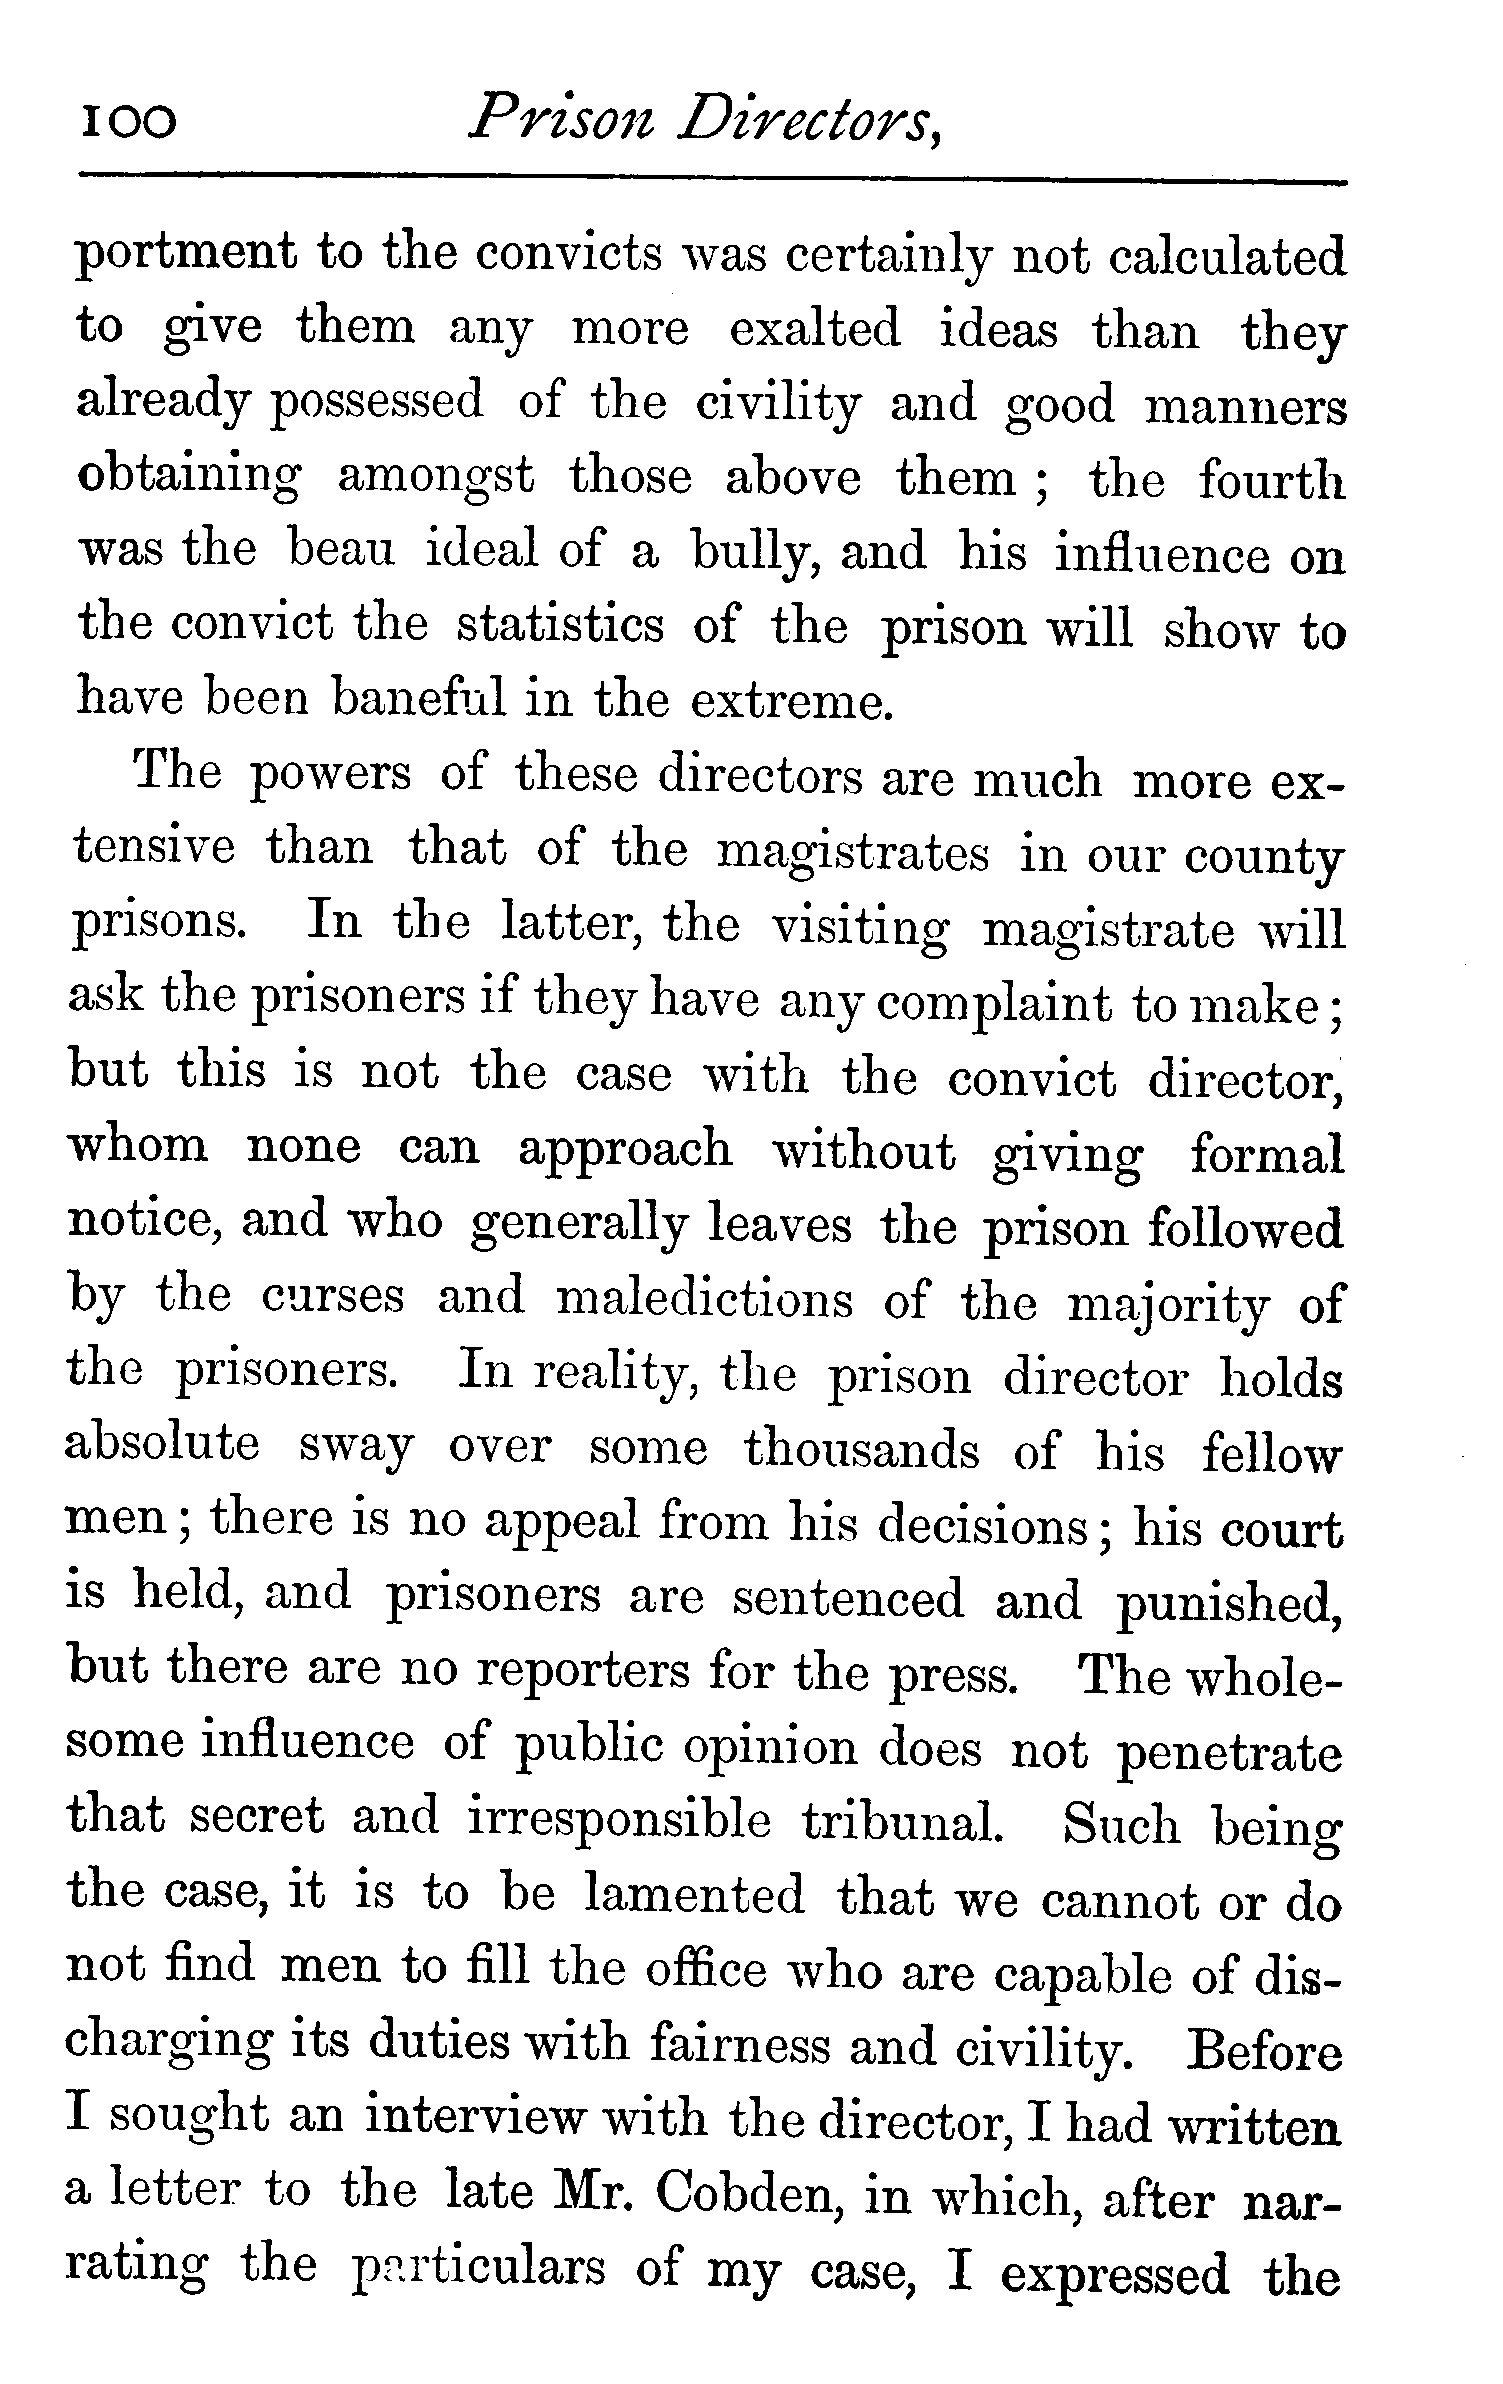 100 Prison Directors,
portment to the convicts was certainly not calculated
to give them any more exalted ideas than they
already possessed of the civility and good manners
obtaining amongst those above them ; the fourth
was the beau ideal of a bully, and his influence on
the convict the statistics of the prison will show to
have been baneful in the extreme.
The powers of these directors are much more ex-
tensive than that of the magistrates in our county
prisons. In the latter, the visiting magistrate will
ask the prisoners if they have any complaint to make ;
but this is not the case with the convict director,
whom none can approach without giving formal
notice, and who generally leaves the prison followed
by the curses and maledictions of the majority of
the prisoners. In reality, the prison director holds
absolute sway over some thousands of his fellow
men ; there is no appeal from his decisions ; his court
is held, and prisoners are sentenced and punished,
but there are no reporters for the press. The whole-
some influence of public opinion does not penetrate
that secret and irresponsible tribunal. Such being
the case, it is to be lamented that we cannot or do
not find men to fill the office who are capable of dis-
charging its duties with fairness and civility. Before
I sought an interview with the director, I had written
a letter to the late Mr. Cobden, in which, after nar-
rating the particulars of my case, I expressed the